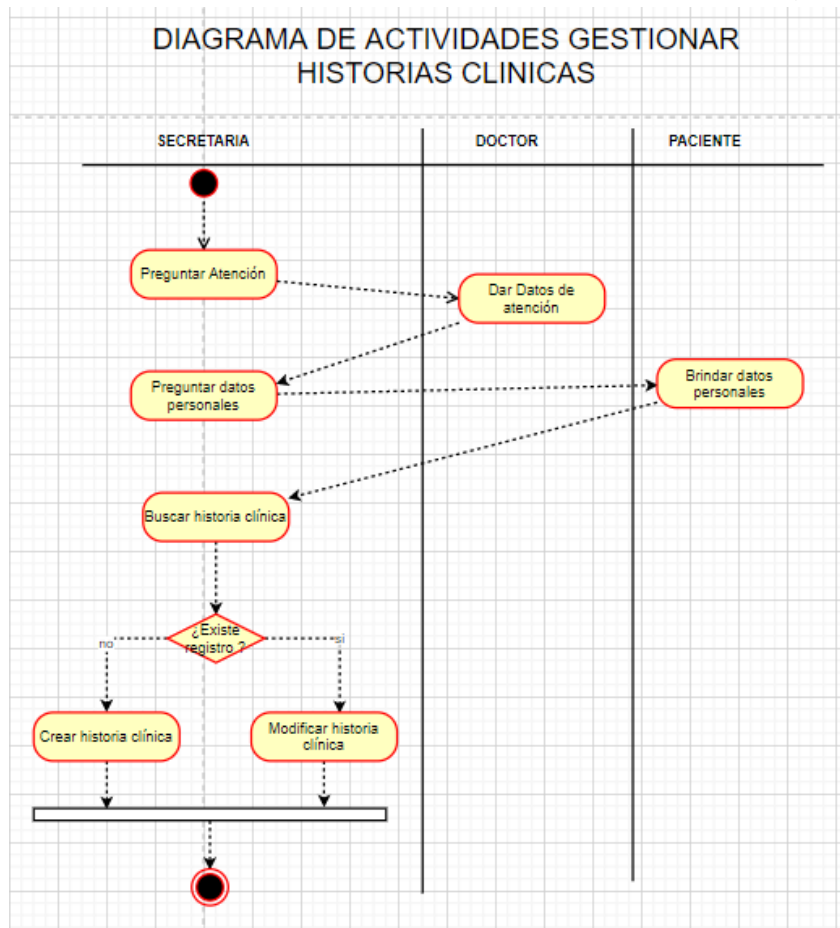 DIAGRAMA DE ACTIVIDADES GESTIONAR
HISTORIAS CLINICAS
SECRETARIA
DOCTOR
PACIENTE
Preguntar Atención
Dar Datos de
atención
Preguntar datos
personales
Brindar datos
personales
Buscar historia clínica
¿Existe
registro ?
no
si
Crear historia clínica
Modificar historia
clínica